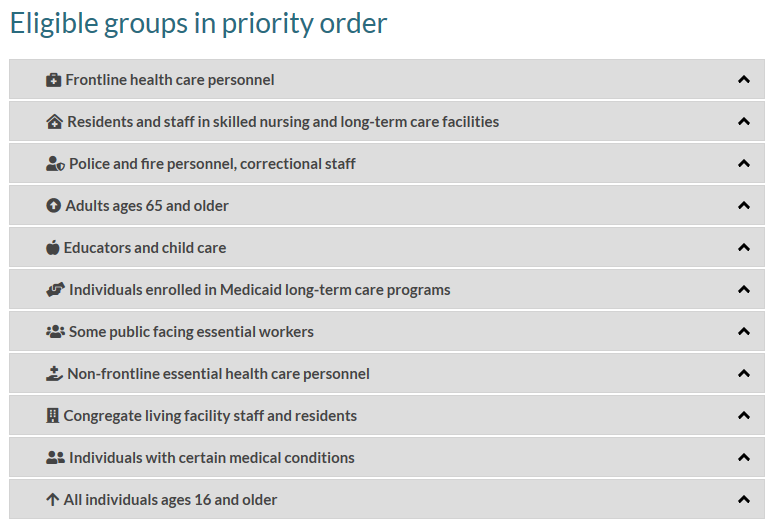 Eligible groups in priority order
Frontline health care personnel
Residents and staff in skilled nursing and long-term care facilities
Police and fire personnel, correctional staff
Adults ages 65 and older
Educators and child care
Individuals enrolled in Medicaid long-term care programs
Some public facing essential workers
Non-frontline essential health care personnel
Congregate living facility staff and residents
Individuals with certain medical conditions
All individuals ages 16 and older